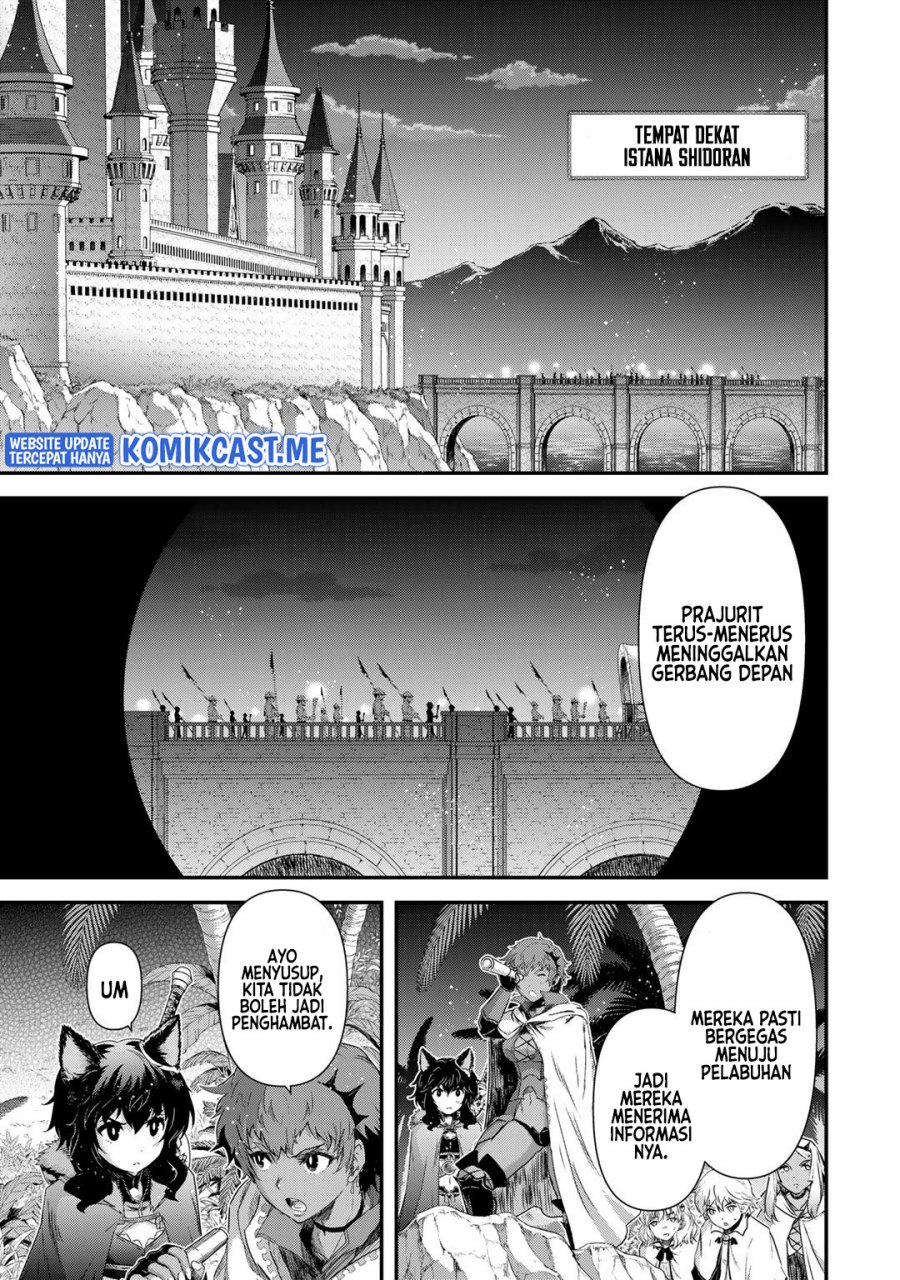 TEMPAT DEKAT
ISTANA SHIDORAN
WEBSITE UPDATE
TERCEPAT HANYA
KOMIKCAST.ME
PRAJURIT
TERUS-MENERUS
MENINGGALKAN
GERBANG DEPAN
MEREKA PASTI
BERGEGAS
MENUJU
PELABUHAN
JADI
MEREKA
MENERIMA
INFORMASI
NYA.
AYO
MENYUSUP,
KITA TIDAK
BOLEH JADI
PENGHAMBAT.
UM